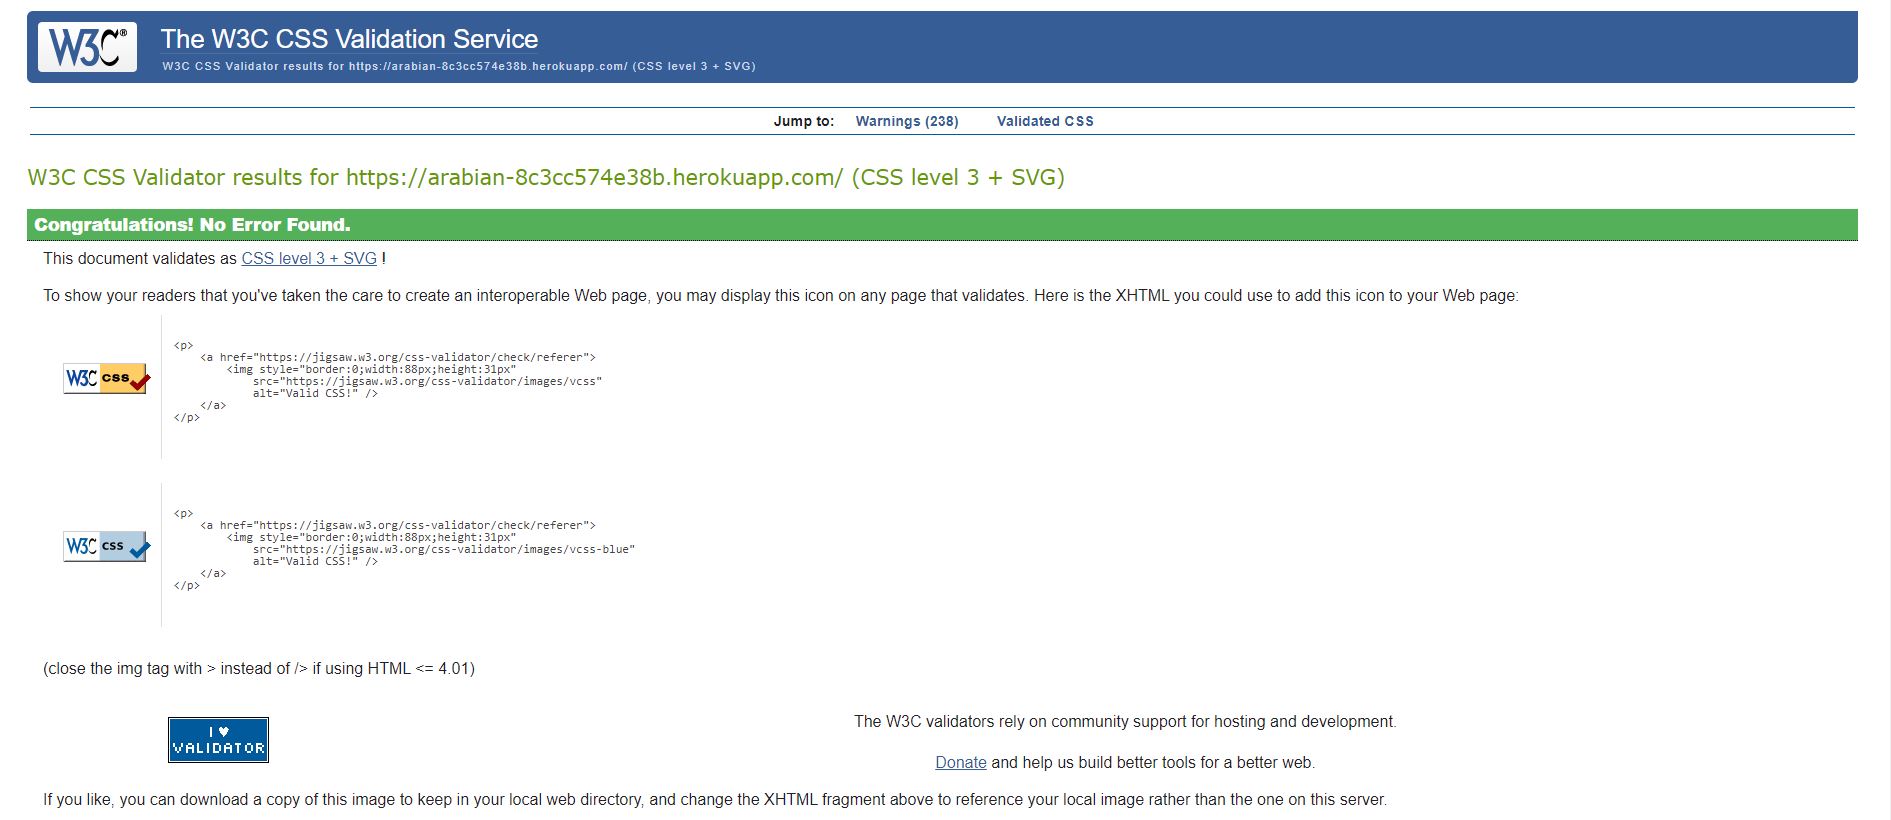 W3C®
The W3C CSS Validation Service
W3C CSS Validator results for https://arabian-8c3cc574e38b.herokuapp.com/ (CSS level 3 + SVG)
Jump to: Warnings (238) Validated CSS
W3C CSS Validator results for https://arabian-8c3cc574e38b.herokuapp.com/ (CSS level 3 + SVG)
Congratulations! No Error Found.
This document validates as CSS level 3 + SVG !
To show your readers that you've taken the care to create an interoperable Web page, you may display this icon on any page that validates. Here is the XHTML you could use to add this icon to your Web page:
W3C css
<p>
<a href="https://jigsaw.w3.org/css-validator/check/referer">
<img style="border:0;width:88px;height:31px"
src="https://jigsaw.w3.org/css-validator/images/vcss"
alt="Valid CSS!" />
</a>
</p>
W3C css
<p>
<a href="https://jigsaw.w3.org/css-validator/check/referer">
<img style="border:0;width:88px;height:31px"
src="https://jigsaw.w3.org/css-validator/images/vcss-blue"
alt="Valid CSS!" />
</a>
</p>
(close the img tag with > instead of /> if using HTML <= 4.01)
I ♥
VALIDATOR
The W3C validators rely on community support for hosting and development.
Donate and help us build better tools for a better web.
If you like, you can download a copy of this image to keep in your local web directory, and change the XHTML fragment above to reference your local image rather than the one on this server.